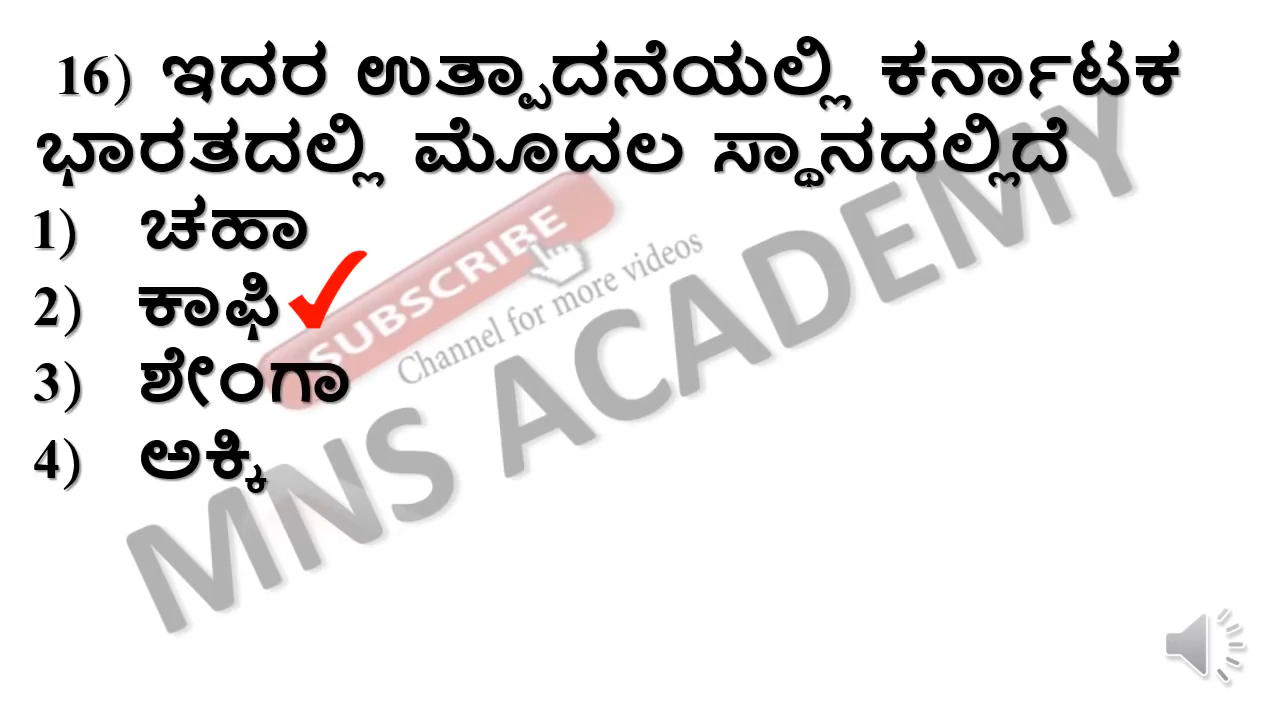 16) ಇದರ ಉತ್ಪಾದನೆಯಲ್ಲಿ ಕರ್ನಾಟಕ
ಭಾರತದಲ್ಲಿ ಮೊದಲ ಸ್ಥಾನದಲ್ಲಿದೆ
1) ಚಹಾ
2) ಕಾಫಿ
3) ಶೇಂಗಾ
4) ಅಕ್ಕಿ
SUBSCRIBE
Channel for more videos
MNS ACADEMY